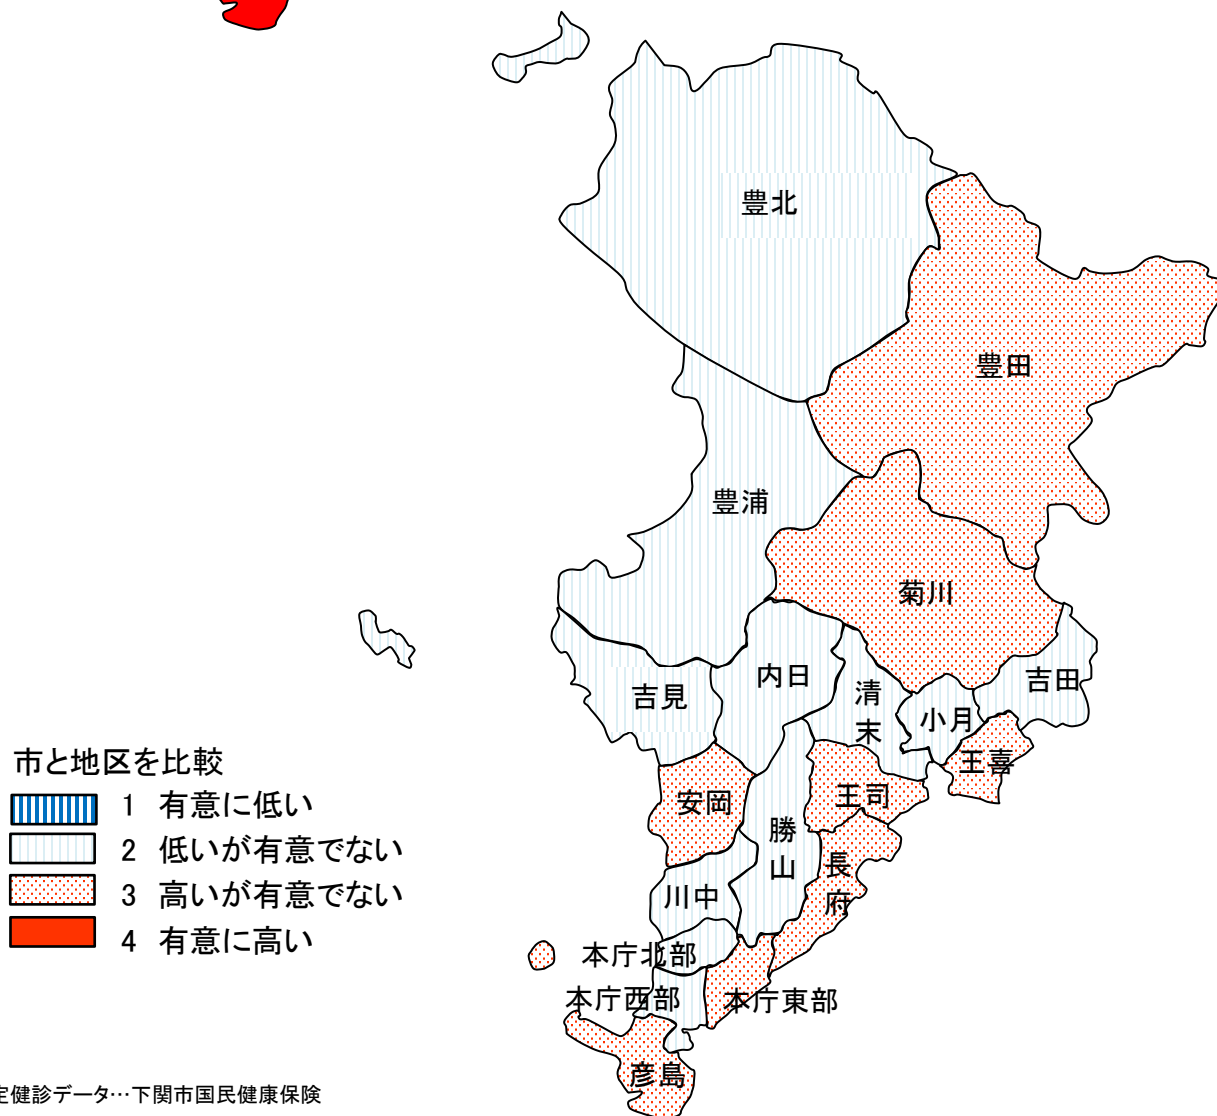 豊北
豊田
豊浦
菊川
内日
吉見
清末
吉田
小月
王喜
市と地区を比較
1 有意に低い
2 低いが有意でない
3 高いが有意でない
4 有意に高い
安岡
王司
勝山
長府
川中
本庁北部
本庁西部
本庁東部
彦島
定健診データ…下関市国民健康保険